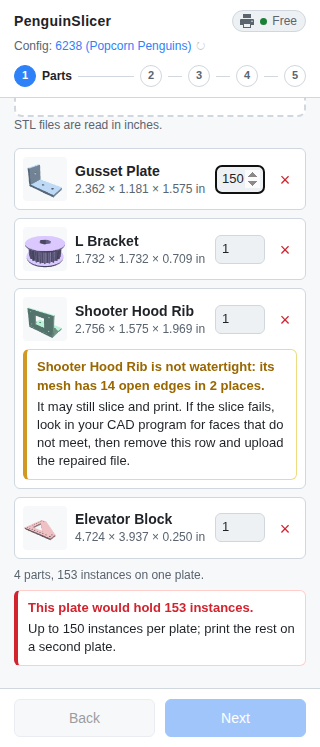 PenguinSlicer
Free
Config: 6238 (Popcorn Penguins)
1 Parts 2 3 4 5
STL files are read in inches.
Gusset Plate
2.362 × 1.181 × 1.575 in
150
×
L Bracket
1.732 × 1.732 × 0.709 in
1
×
Shooter Hood Rib
2.756 × 1.575 × 1.969 in
1
×
Shooter Hood Rib is not watertight: its
mesh has 14 open edges in 2 places.
It may still slice and print. If the slice fails,
look in your CAD program for faces that do
not meet, then remove this row and upload
the repaired file.
Elevator Block
4.724 × 3.937 × 0.250 in
1
×
4 parts, 153 instances on one plate.
This plate would hold 153 instances.
Up to 150 instances per plate; print the rest on
a second plate.
Back
Next